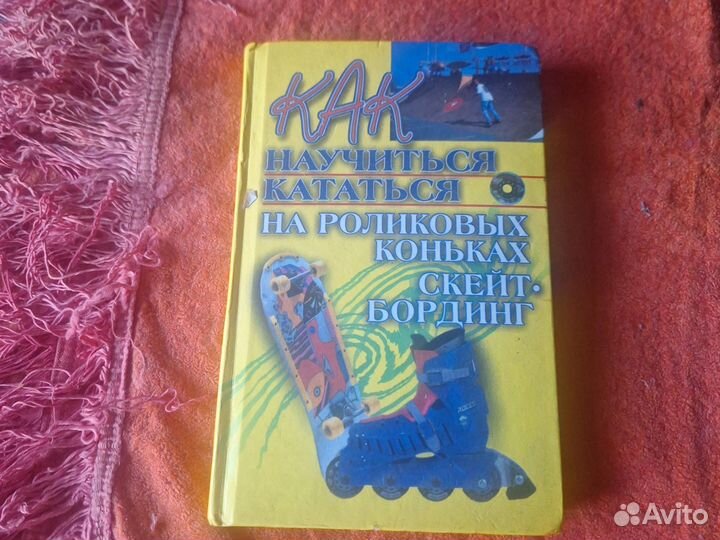 КАК
НАУЧИТЬСЯ
КАТАТЬСЯ
НА РОЛИКОВЫХ
КОНЬКАХ
СКЕЙТ·
БОРДИНГ
Avito